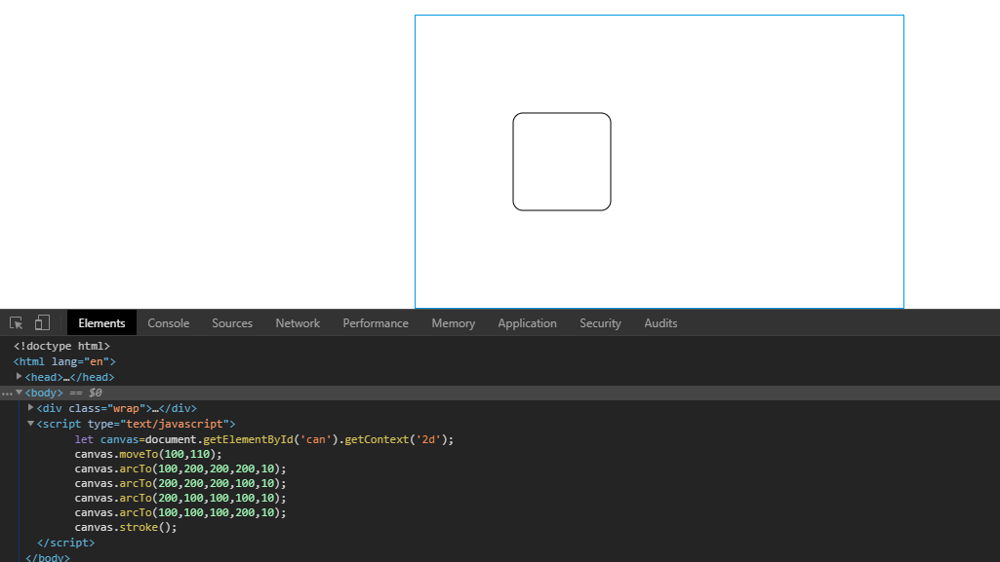 Elements Console Sources Network Performance Memory Application Security Audits
<!doctype html>
<html lang="en">
<head>…</head>
<body> == $0
<div class="wrap">…</div>
<script type="text/javascript">
let canvas=document.getElementById('can').getContext('2d');
canvas.moveTo(100,110);
canvas.arcTo(100,200,200,200,10);
canvas.arcTo(200,200,200,100,10);
canvas.arcTo(200,100,100,100,10);
canvas.arcTo(100,100,100,200,10);
canvas.stroke();
</script>
</body>